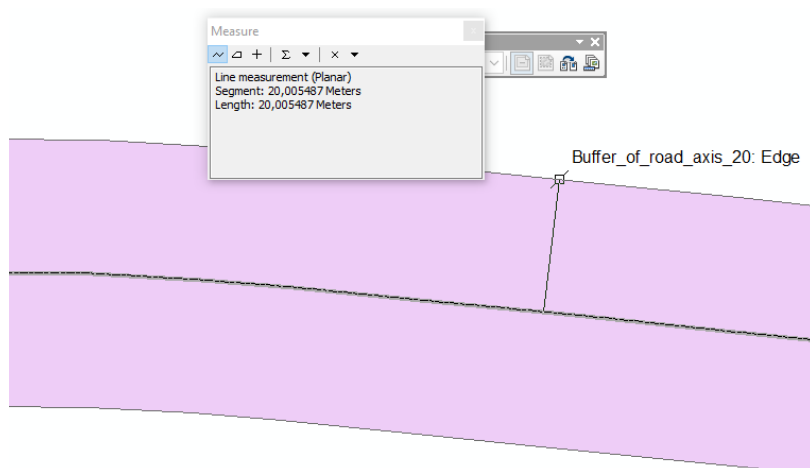 Measure
Line measurement (Planar)
Segment: 20,005487 Meters
Length: 20,005487 Meters
Buffer_of_road_axis_20: Edge